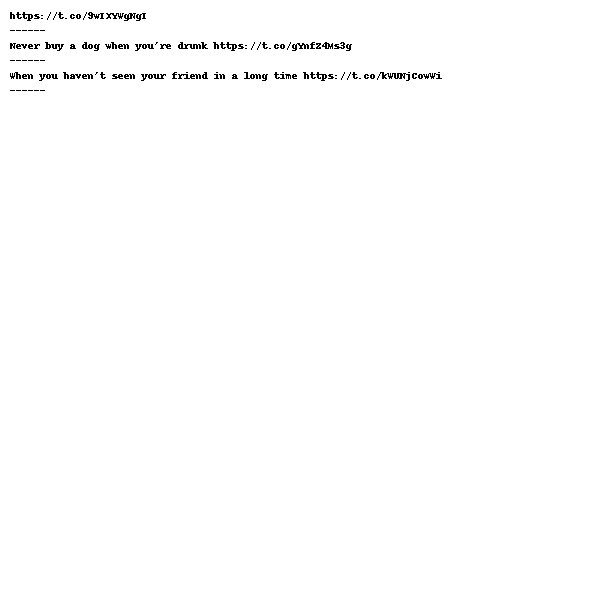 https://t.co/9wIXYWgNgI
------
Never buy a dog when you're drunk https://t.co/gYnfZ4Ms3g
------
When you haven't seen your friend in a long time https://t.co/kWUNjCowWi
------